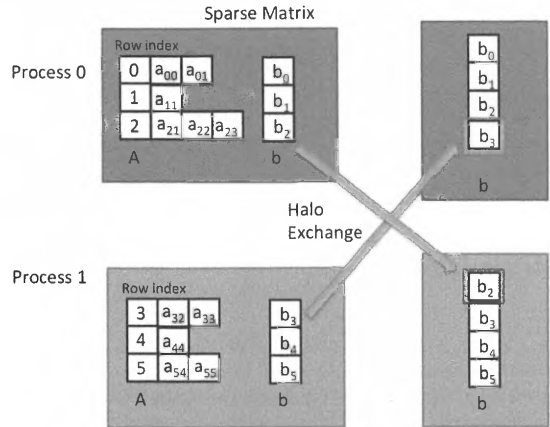 Sparse Matrix
Process 0
Row index
0 a₀₀ a₀₁
1 a₁₁
2 a₂₁ a₂₂ a₂₃
A
b₀
b₁
b₂
b
b₀
b₁
b₂
b₃
b
Halo
Exchange
Process 1
Row index
3 a₃₂ a₃₃
4 a₄₄
5 a₅₄ a₅₅
A
b₃
b₄
b₅
b
b₂
b₃
b₄
b₅
b